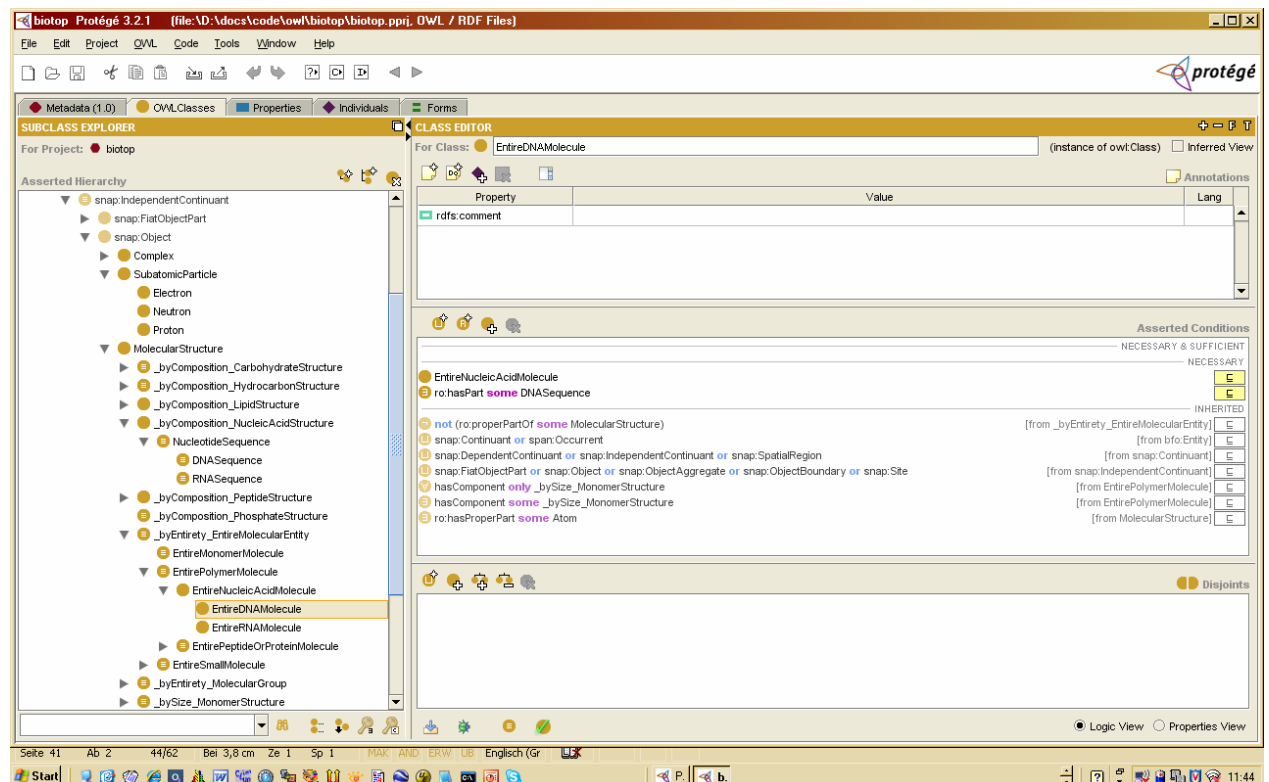 biotop Protégé 3.2.1 (file:\D:\docs\code\owl\biotop\biotop.pprj, OWL / RDF Files)
File Edit Project OWL Code Tools Window Help
protégé
Metadata (1.0) OWLClasses Properties Individuals Forms
SUBCLASS EXPLORER
For Project: biotop
Asserted Hierarchy
snap:IndependentContinuant
snap:FiatObjectPart
snap:Object
Complex
SubatomicParticle
Electron
Neutron
Proton
MolecularStructure
_byComposition_CarbohydrateStructure
_byComposition_HydrocarbonStructure
_byComposition_LipidStructure
_byComposition_NucleicAcidStructure
NucleotideSequence
DNASequence
RNASequence
_byComposition_PeptideStructure
_byComposition_PhosphateStructure
_byEntirety_EntireMolecularEntity
EntireMonomerMolecule
EntirePolymerMolecule
EntireNucleicAcidMolecule
EntireDNAMolecule
EntireRNAMolecule
EntirePeptideOrProteinMolecule
EntireSmallMolecule
_byEntirety_MolecularGroup
_bySize_MonomerStructure
CLASS EDITOR
For Class: EntireDNAMolecule (instance of owl:Class) Inferred View
Annotations
Property Value Lang
rdfs:comment
Asserted Conditions
NECESSARY & SUFFICIENT
NECESSARY
EntireNucleicAcidMolecule
ro:hasPart some DNASequence
INHERITED
not (ro:properPartOf some MolecularStructure) [from _byEntirety_EntireMolecularEntity]
snap:Continuant or span:Occurrent [from bfo:Entity]
snap:DependentContinuant or snap:IndependentContinuant or snap:SpatialRegion [from snap:Continuant]
snap:FiatObjectPart or snap:Object or snap:ObjectAggregate or snap:ObjectBoundary or snap:Site [from snap:IndependentContinuant]
hasComponent only _bySize_MonomerStructure [from EntirePolymerMolecule]
hasComponent some _bySize_MonomerStructure [from EntirePolymerMolecule]
ro:hasProperPart some Atom [from MolecularStructure]
Disjoints
Logic View Properties View
Seite 41 Ab 2 44/62 Bei 3,8 cm Ze 1 Sp 1 MAK AND ERW UB Englisch (Gr
Start P. b. 11:44